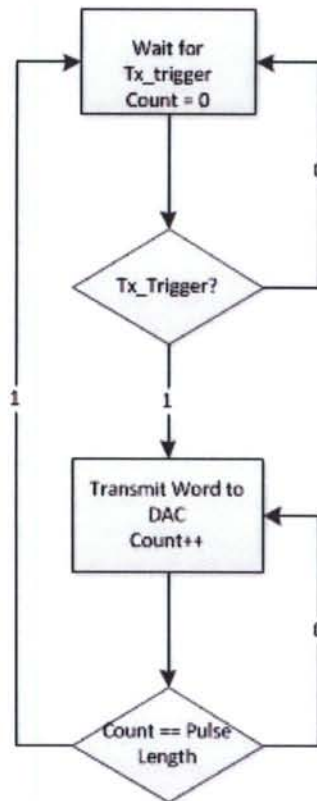 Wait for
Tx_trigger
Count = 0
Tx_Trigger?
1
1
Transmit Word to
DAC
Count++
Count == Pulse
Length